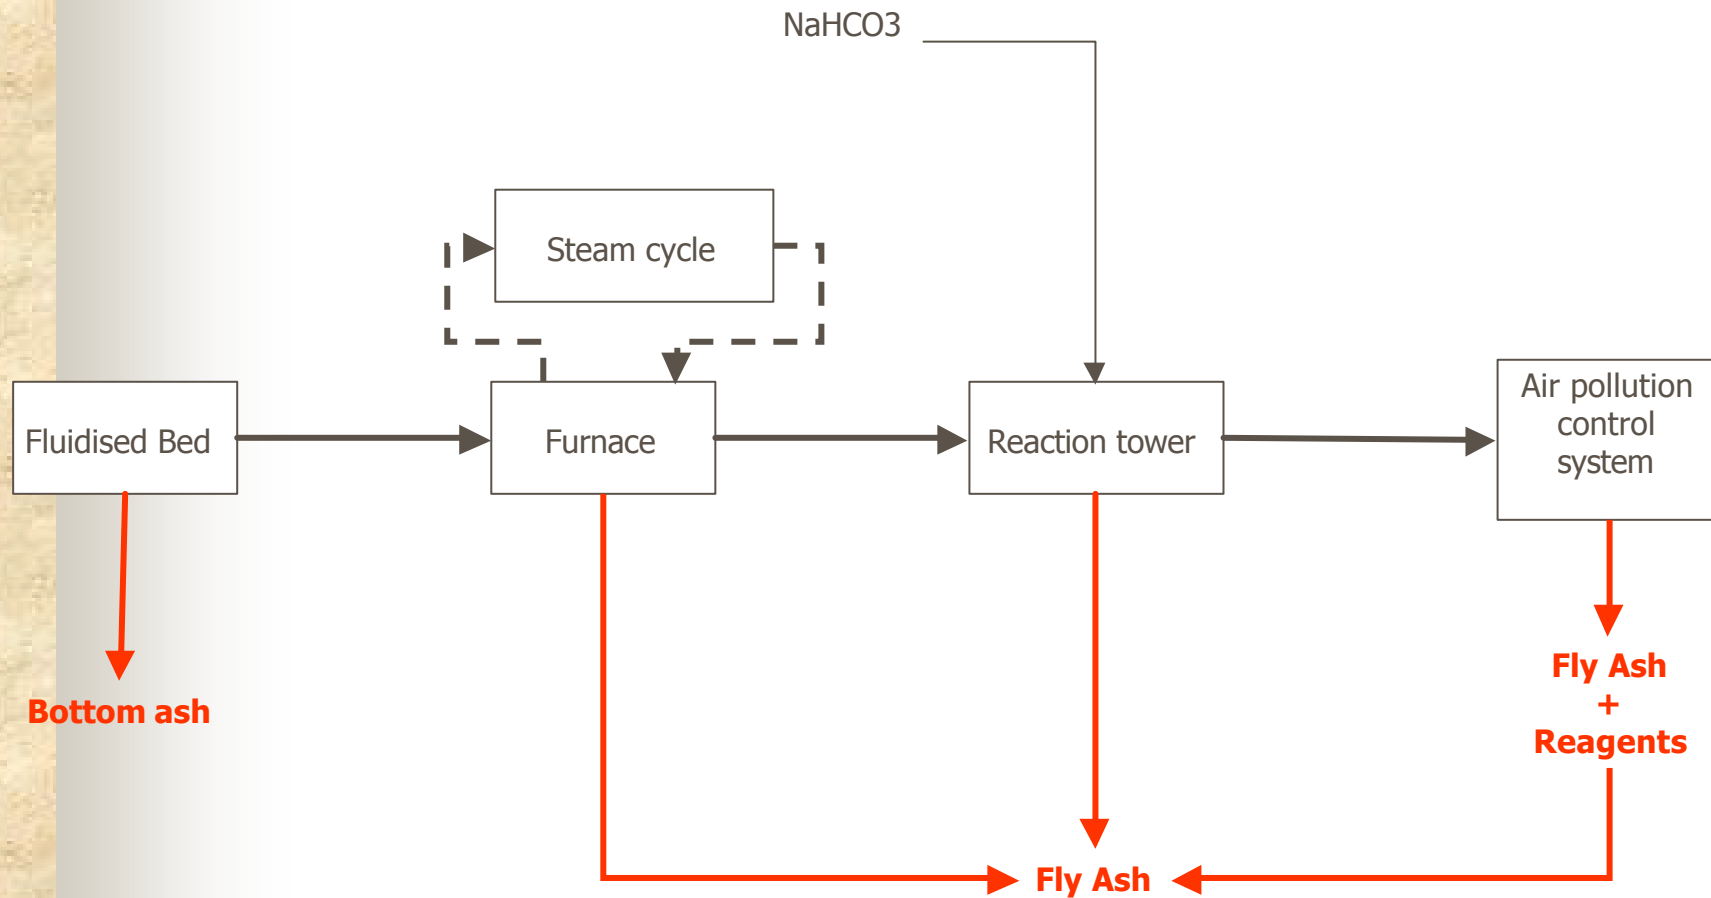 NaHCO3
Steam cycle
Fluidised Bed
Furnace
Reaction tower
Air pollution
control
system
Bottom ash
Fly Ash
+
Reagents
Fly Ash